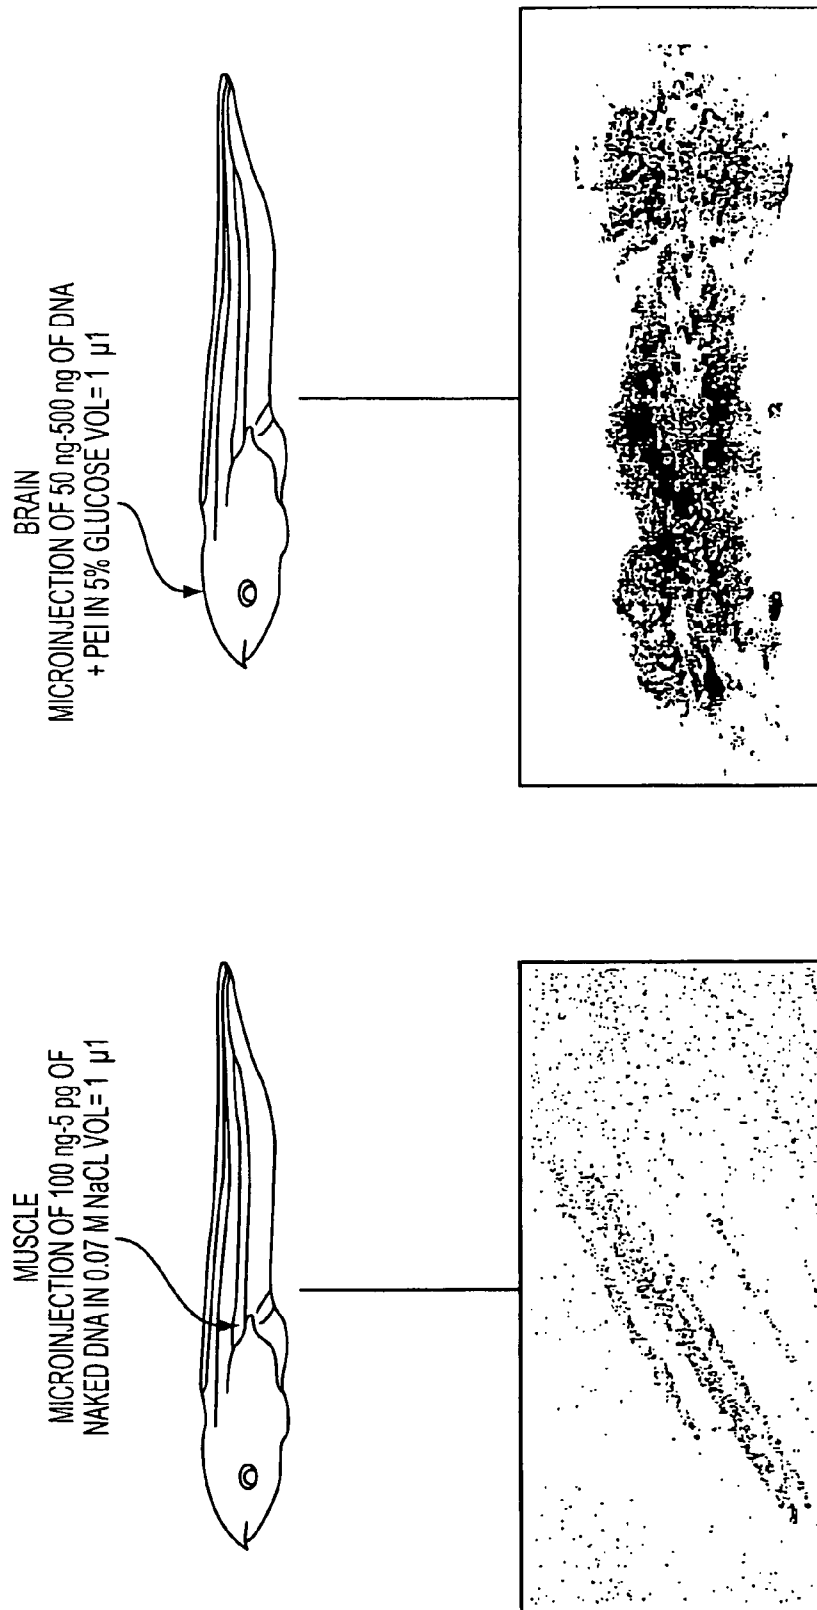 BRAIN
MICROINJECTION OF 50 ng-500 ng OF DNA
+ PEI IN 5% GLUCOSE VOL= 1 µ1
MUSCLE
MICROINJECTION OF 100 ng-5 pg OF
NAKED DNA IN 0.07 M NaCL VOL= 1 µ1